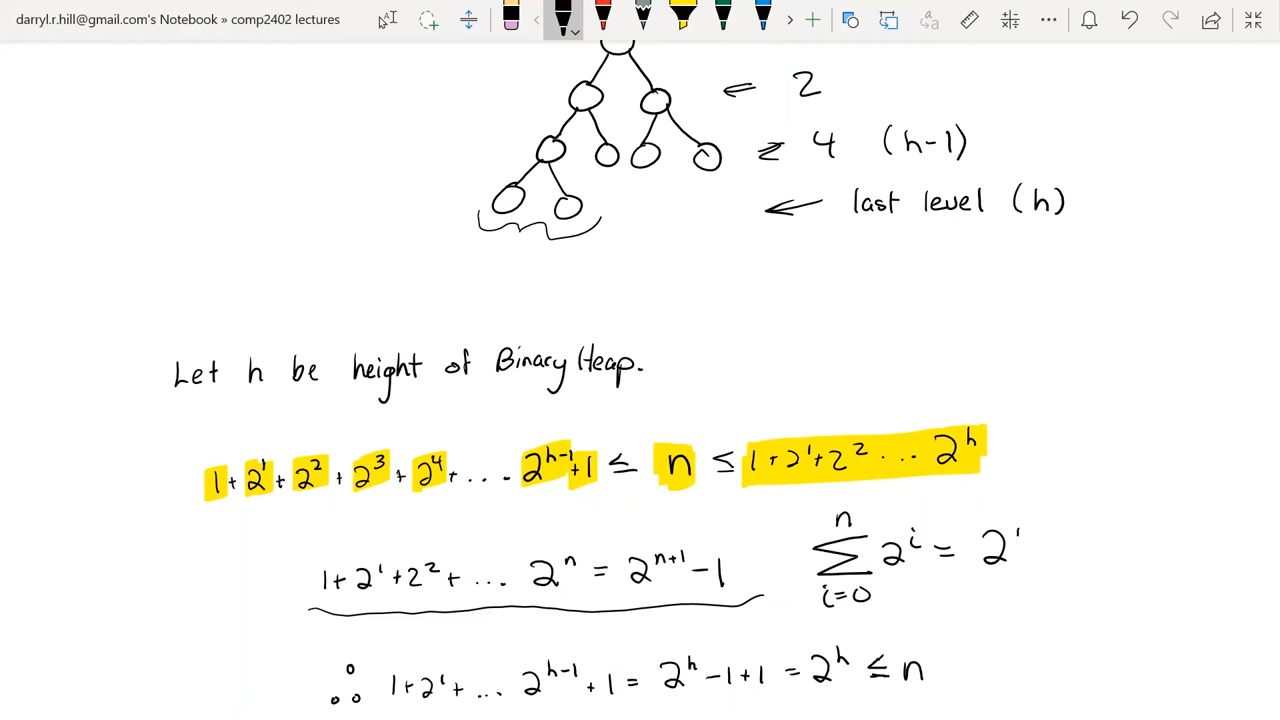 darryl.r.hill@gmail.com's Notebook » comp2402 lectures
⇐ 2
4 (h-1)
← last level (h)
Let h be height of Binary Heap.
1 + 2¹ + 2² + 2³ + 2⁴ + ... 2^(h-1) + 1 ≤ n ≤ 1 + 2¹ + 2² ... 2^h
1 + 2¹ + 2² + ... 2^n = 2^(n+1) - 1
n
∑ 2^i = 2'
i=0
∴ 1 + 2¹ + ... 2^(h-1) + 1 = 2^h - 1 + 1 = 2^h ≤ n